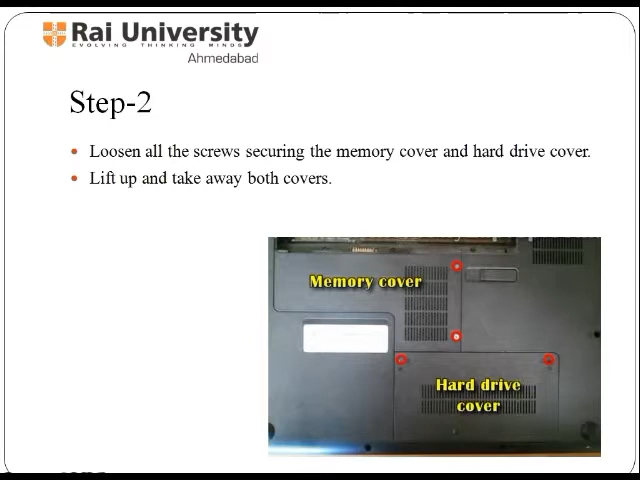 Rai University
EVOLVING THINKING MINDS
Ahmedabad
Step-2
Loosen all the screws securing the memory cover and hard drive cover.
Lift up and take away both covers.
Memory cover
Hard drive
cover